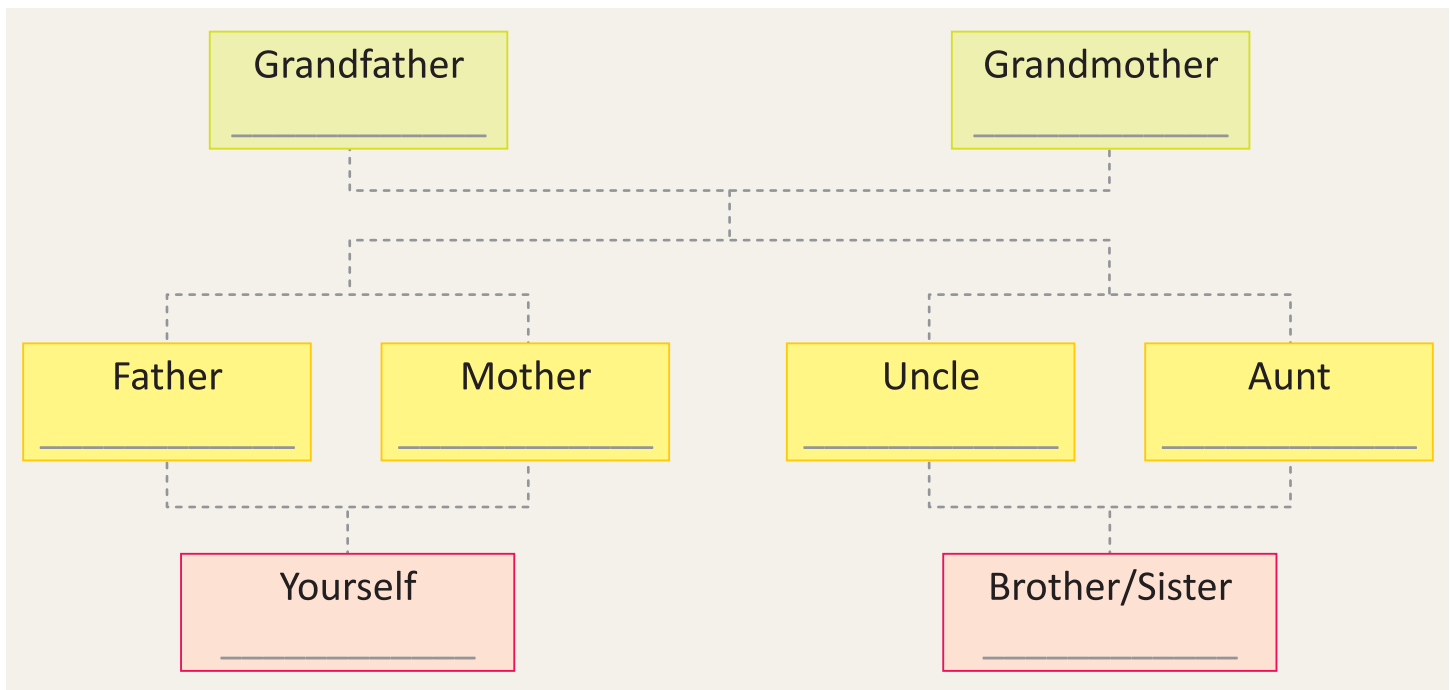 Grandfather
Grandmother
Father
Mother
Uncle
Aunt
Yourself
Brother/Sister